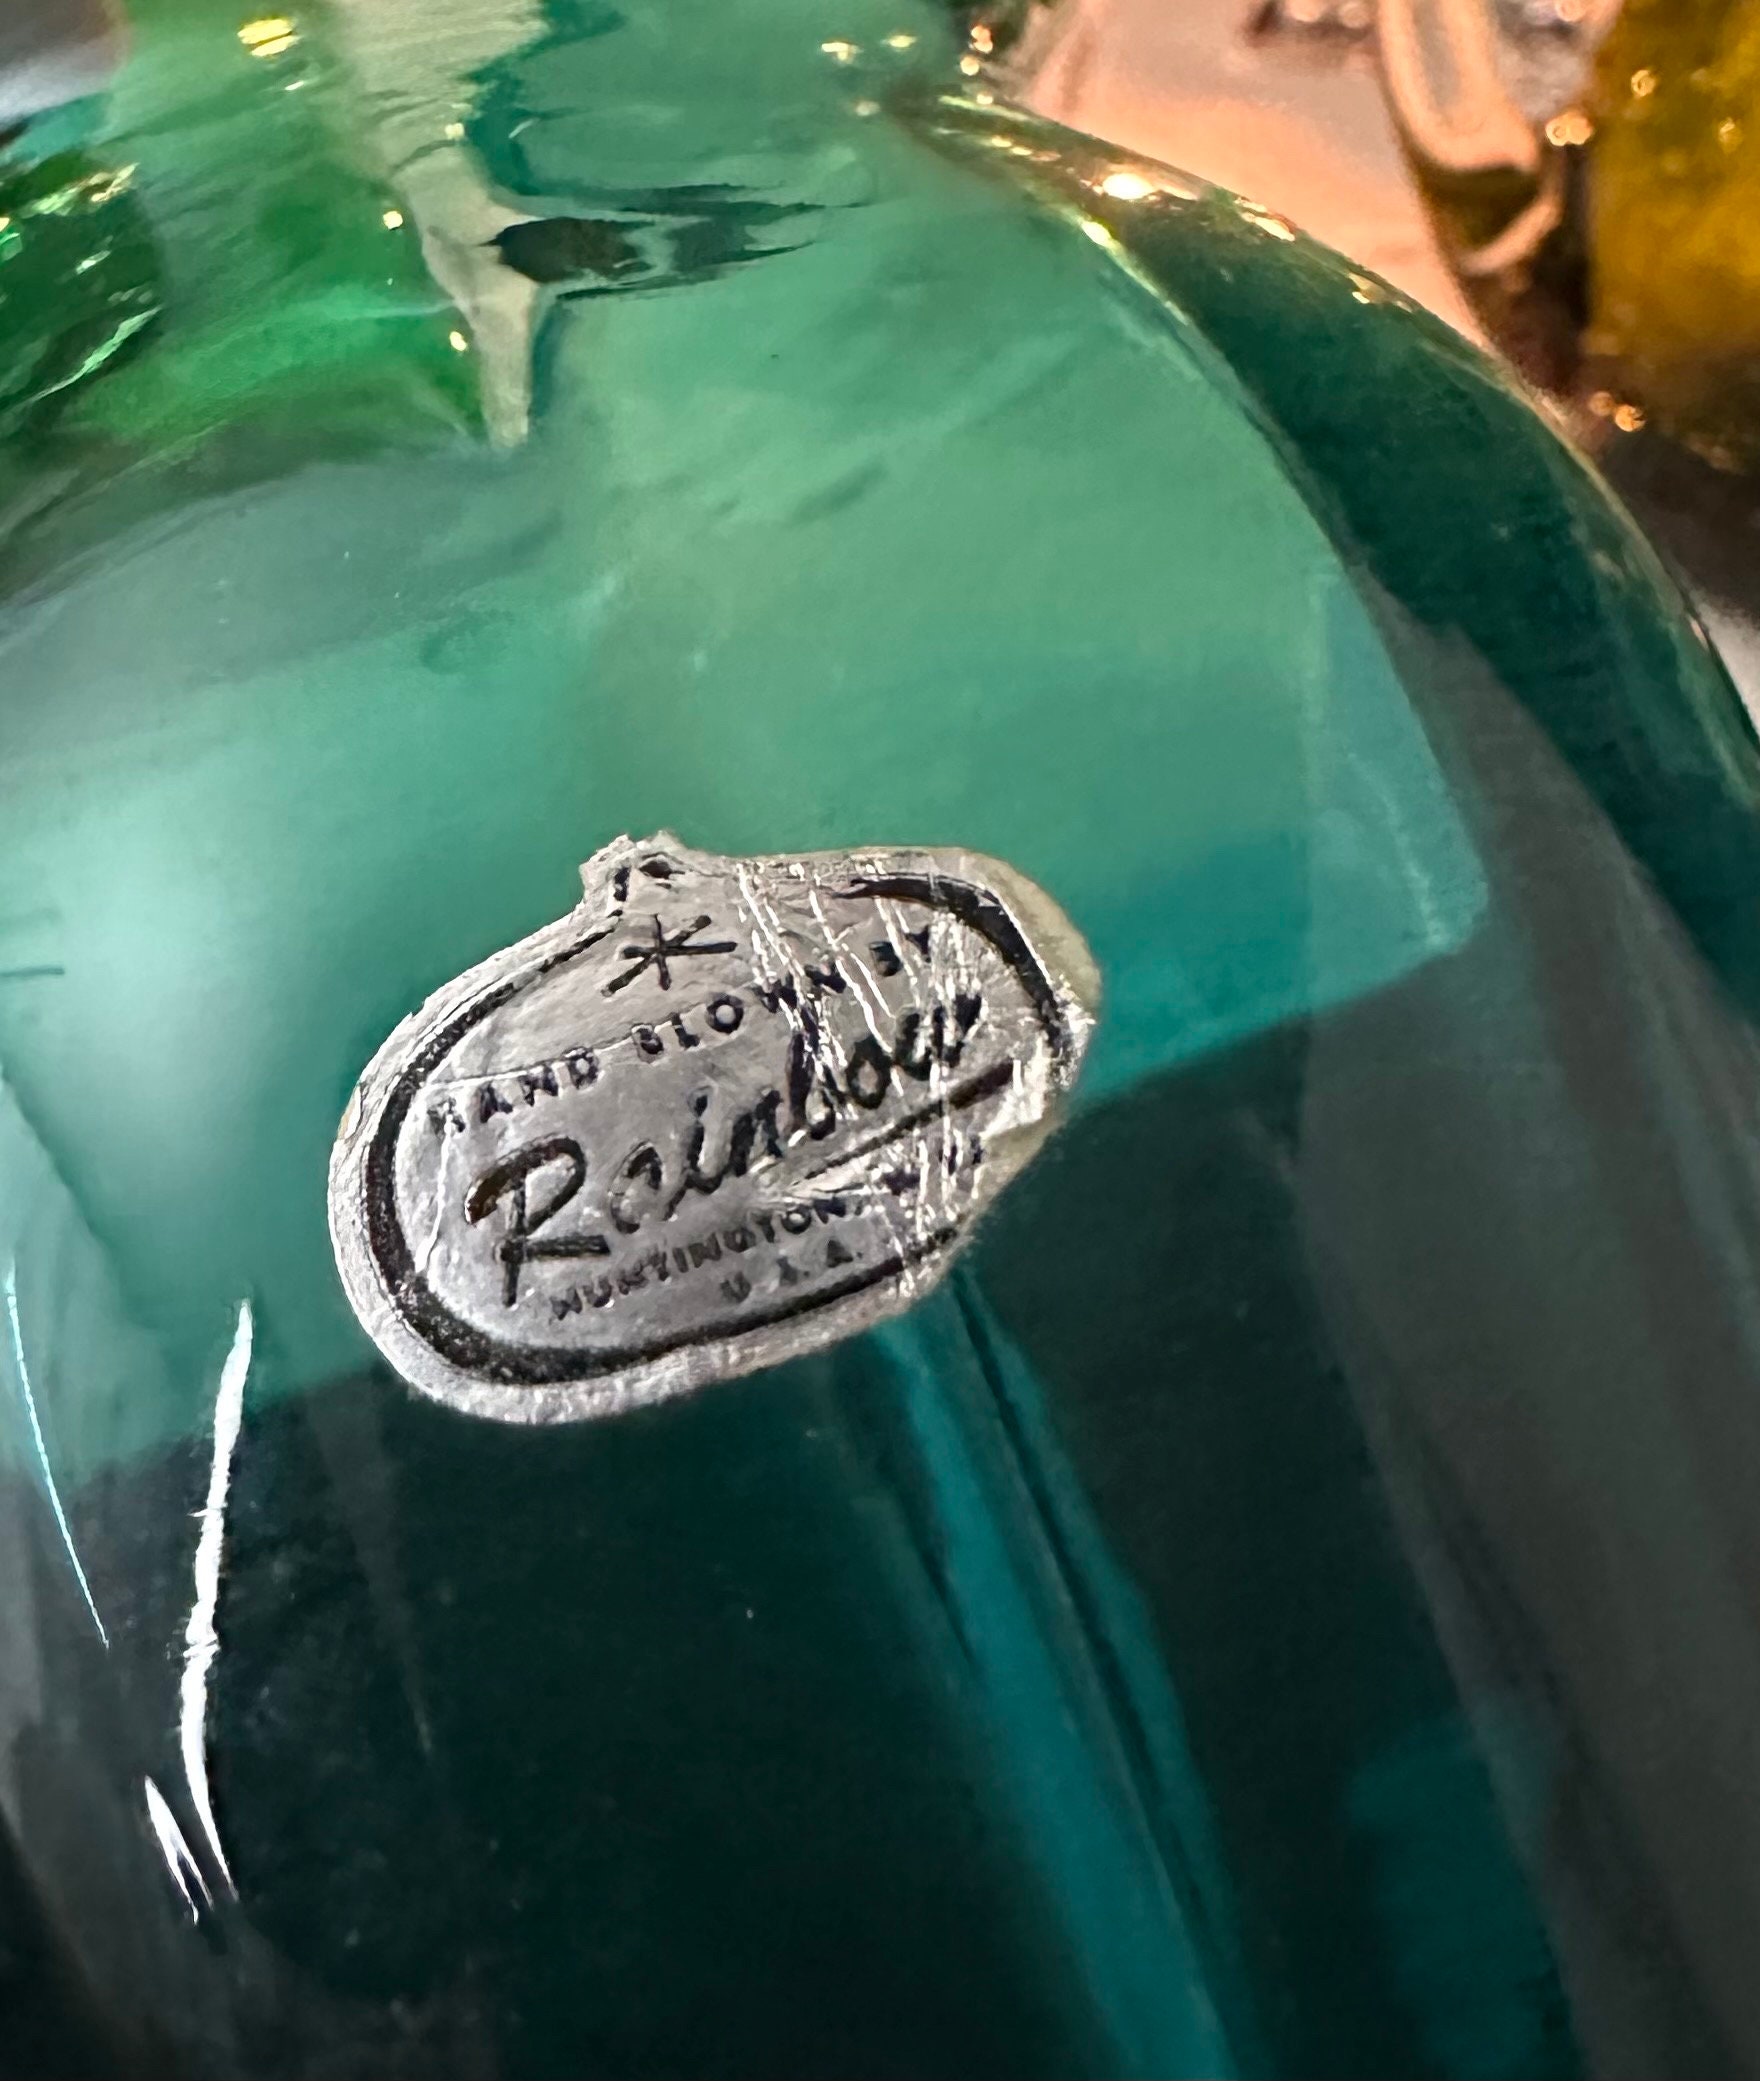 HAND BLOWN BY
Rainbow
HUNTINGTON,
U.S.A.